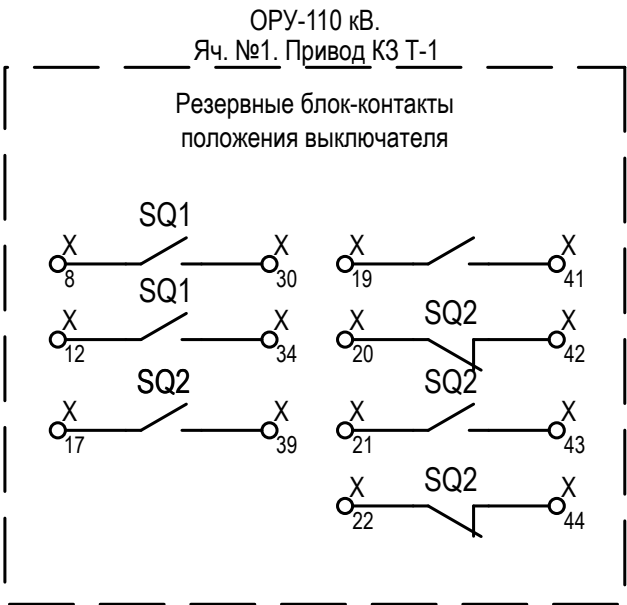 ОРУ-110 кВ.
Яч. №1. Привод КЗ Т-1
Резервные блок-контакты
положения выключателя
SQ1
X X X X
8 30 19 41
SQ1 SQ2
X X X X
12 34 20 42
SQ2 SQ2
X X X X
17 39 21 43
SQ2
X X
22 44